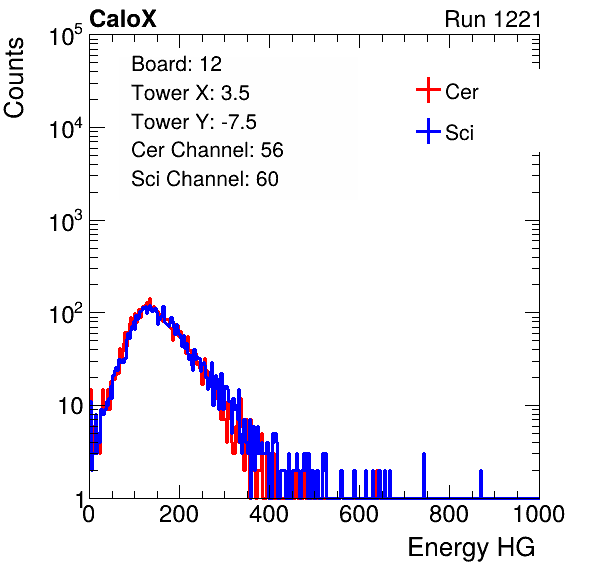 CaloX Run 1221
Counts
Board: 12
Tower X: 3.5
Tower Y: -7.5
Cer Channel: 56
Sci Channel: 60
Cer
Sci
10^5
10^4
10^3
10^2
10
1
0 200 400 600 800 1000
Energy HG